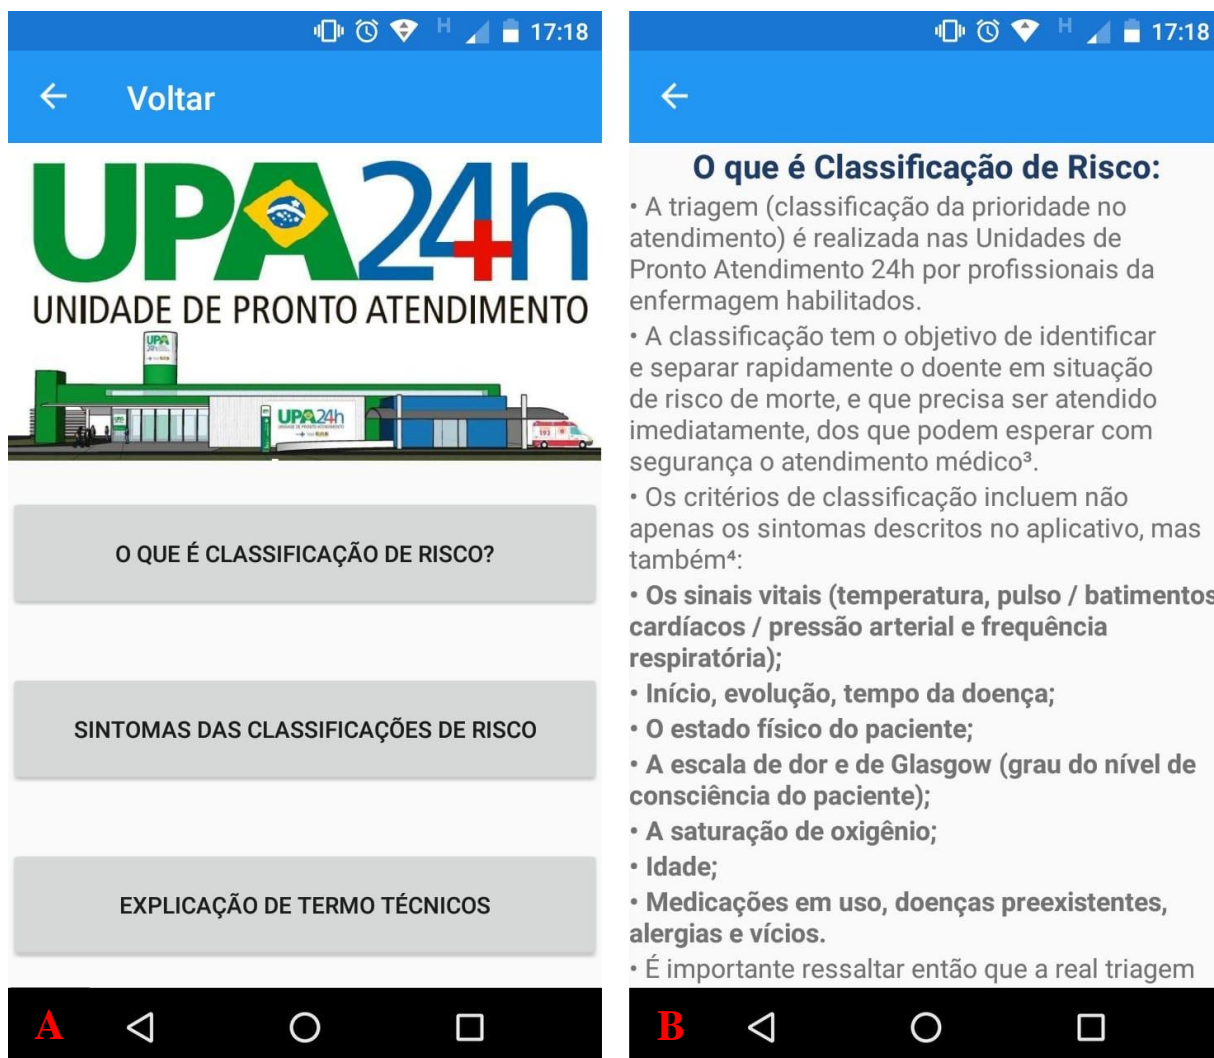 17:18
Voltar
UPA24h
UNIDADE DE PRONTO ATENDIMENTO
UPA
UPA24h
O QUE É CLASSIFICAÇÃO DE RISCO?
SINTOMAS DAS CLASSIFICAÇÕES DE RISCO
EXPLICAÇÃO DE TERMO TÉCNICOS
A
H 17:18
O que é Classificação de Risco:
• A triagem (classificação da prioridade no
atendimento) é realizada nas Unidades de
Pronto Atendimento 24h por profissionais da
enfermagem habilitados.
• A classificação tem o objetivo de identificar
e separar rapidamente o doente em situação
de risco de morte, e que precisa ser atendido
imediatamente, dos que podem esperar com
segurança o atendimento médico³.
• Os critérios de classificação incluem não
apenas os sintomas descritos no aplicativo, mas
também⁴:
• Os sinais vitais (temperatura, pulso / batimentos
cardíacos / pressão arterial e frequência
respiratória);
• Início, evolução, tempo da doença;
• O estado físico do paciente;
• A escala de dor e de Glasgow (grau do nível de
consciência do paciente);
• A saturação de oxigênio;
• Idade;
• Medicações em uso, doenças preexistentes,
alergias e vícios.
• É importante ressaltar então que a real triagem
B